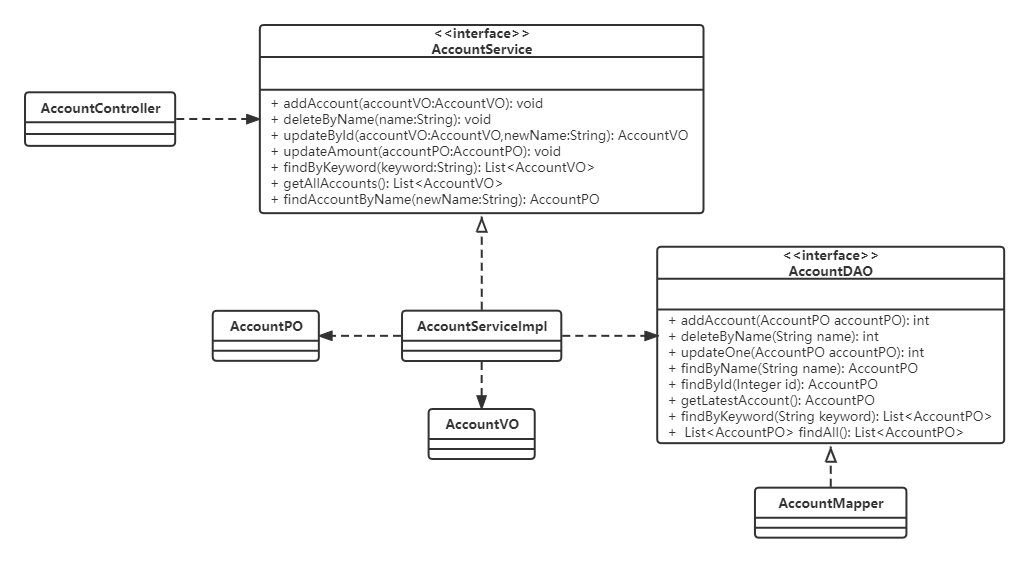 <<interface>>
AccountService
+ addAccount(accountVO:AccountVO): void
+ deleteByName(name:String): void
+ updateById(accountVO:AccountVO,newName:String): AccountVO
+ updateAmount(accountPO:AccountPO): void
+ findByKeyword(keyword:String): List<AccountVO>
+ getAllAccounts(): List<AccountVO>
+ findAccountByName(newName:String): AccountPO
AccountController
<<interface>>
AccountDAO
+ addAccount(AccountPO accountPO): int
+ deleteByName(String name): int
+ updateOne(AccountPO accountPO): int
+ findByName(String name): AccountPO
+ findById(Integer id): AccountPO
+ getLatestAccount(): AccountPO
+ findByKeyword(String keyword): List<AccountPO>
+  List<AccountPO> findAll(): List<AccountPO>
AccountPO
AccountServiceImpl
AccountVO
AccountMapper